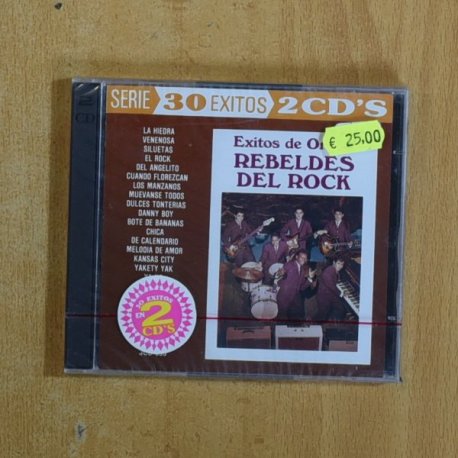 SERIE 30 EXITOS 2 CD'S
€ 25,00
Exitos de
REBELDES
DEL ROCK
LA HIEDRA
VENENOSA
SILUETAS
EL ROCK
DEL ANGELITO
CUANDO FLOREZCAN
LOS MANZANOS
MUEVANSE TODOS
DULCES TONTERIAS
DANNY BOY
BOTE DE BANANAS
CHICA
DE CALENDARIO
MELODIA DE AMOR
KANSAS CITY
YAKETY YAK
30 EXITOS
EN
2
CD'S
2
CD